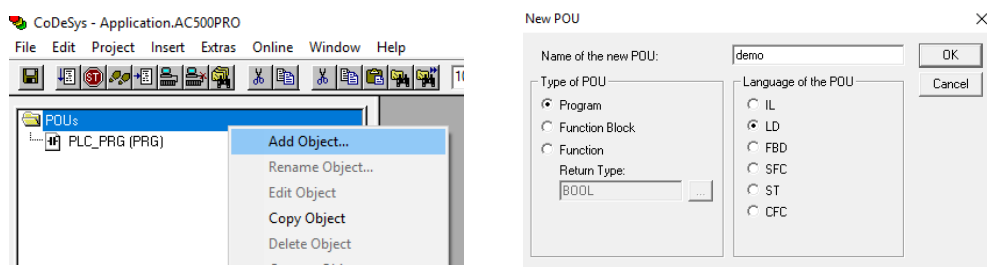 CoDeSys - Application.AC500PRO
File Edit Project Insert Extras Online Window Help
POUs
PLC_PRG (PRG)
Add Object...
Rename Object...
Edit Object
Copy Object
Delete Object
New POU
Name of the new POU: demo
OK
Cancel
Type of POU
Program
Function Block
Function
Return Type:
BOOL
...
Language of the POU
IL
LD
FBD
SFC
ST
CFC